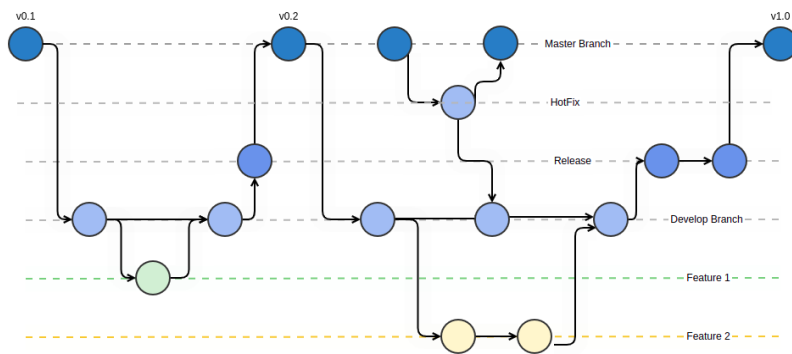 v0.1
v0.2
v1.0
Master Branch
HotFix
Release
Develop Branch
Feature 1
Feature 2